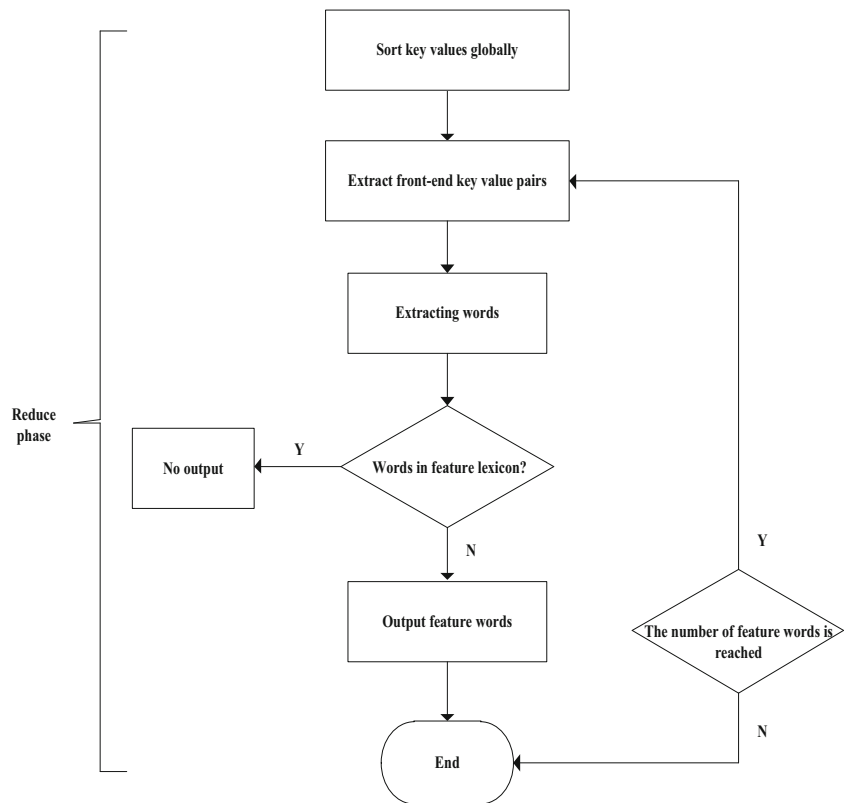 Sort key values globally
Extract front-end key value pairs
Extracting words
Reduce
phase
Words in feature lexicon?
Y
No output
N
Output feature words
Y
The number of feature words is
reached
N
End